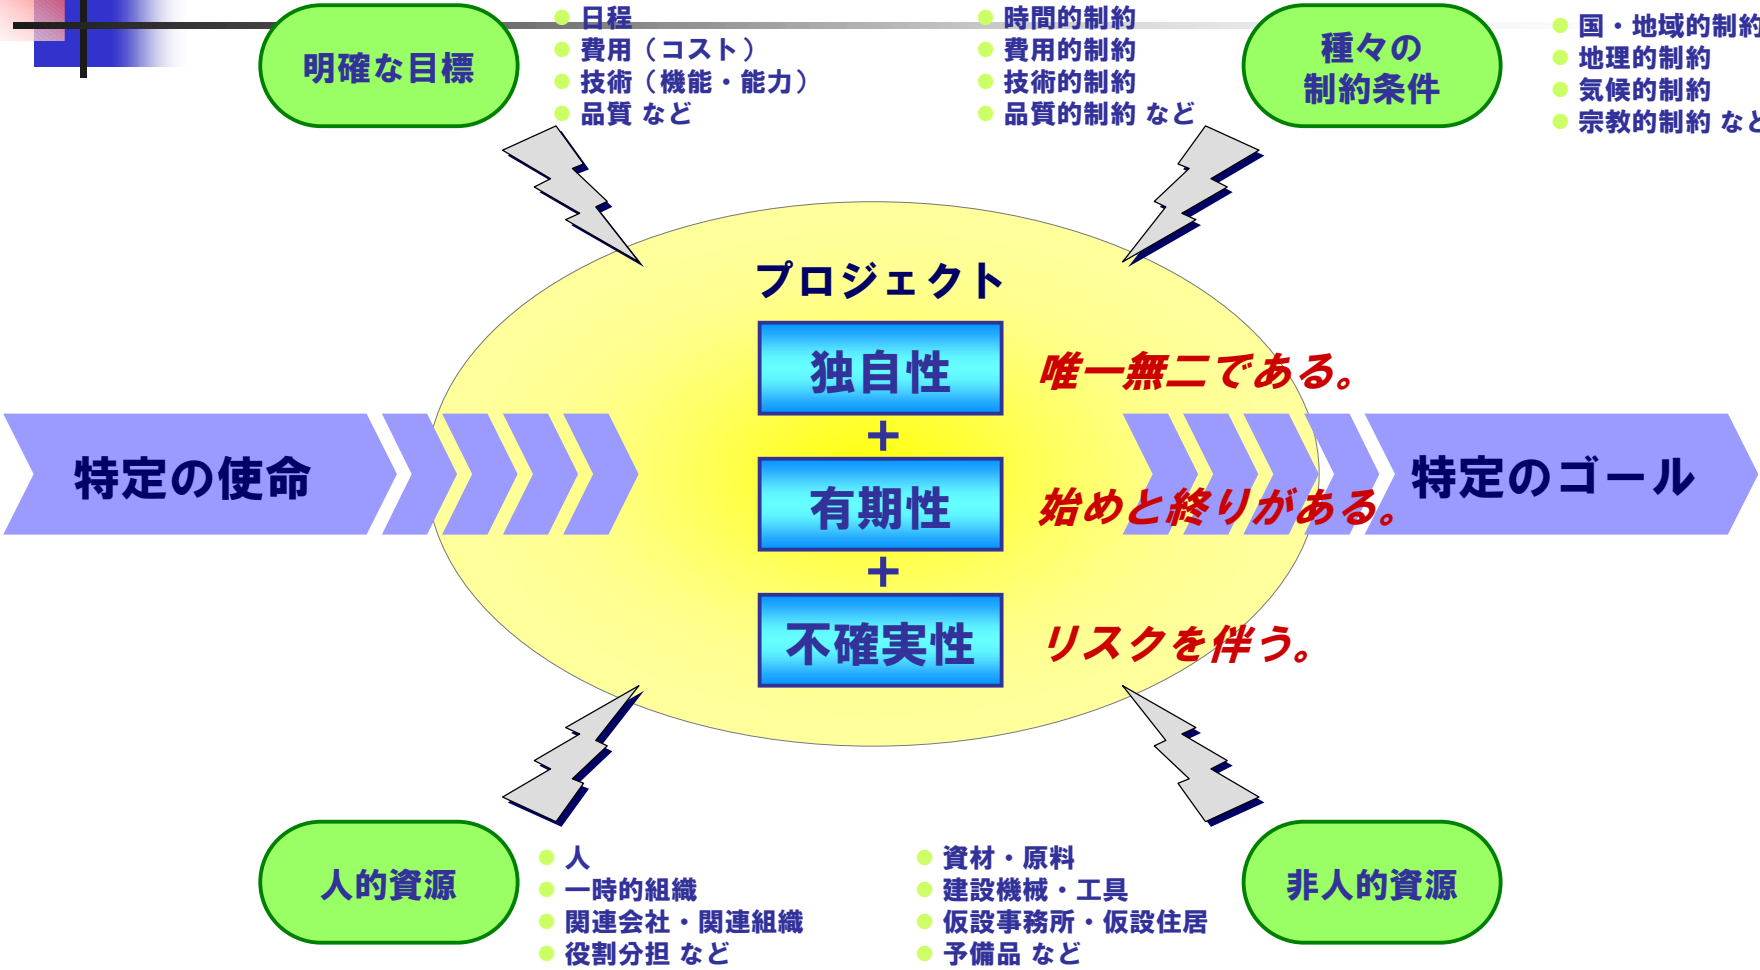 明確な目標
日程
費用（コスト）
技術（機能・能力）
品質 など
時間的制約
費用的制約
技術的制約
品質的制約 など
種々の
制約条件
国・地域的制約
地理的制約
気候的制約
宗教的制約 など
プロジェクト
独自性
唯一無二である。
+
特定の使命
有期性
始めと終りがある。
特定のゴール
+
不確実性
リスクを伴う。
人的資源
人
一時的組織
関連会社・関連組織
役割分担 など
資材・原料
建設機械・工具
仮設事務所・仮設住居
予備品 など
非人的資源